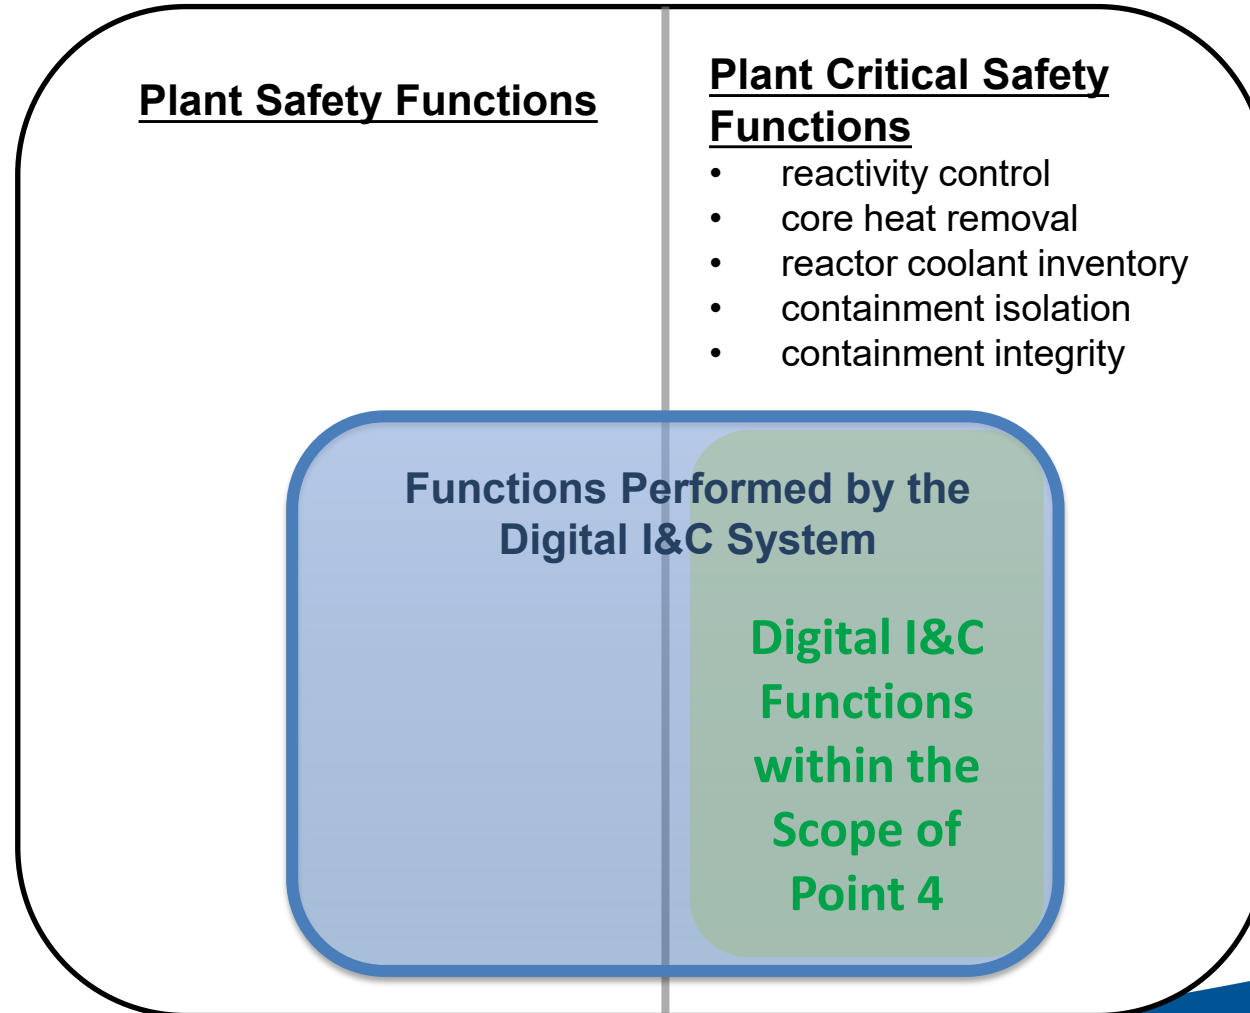 Plant Safety Functions
Plant Critical Safety
Functions
• reactivity control
• core heat removal
• reactor coolant inventory
• containment isolation
• containment integrity
Functions Performed by the
Digital I&C System
Digital I&C
Functions
within the
Scope of
Point 4